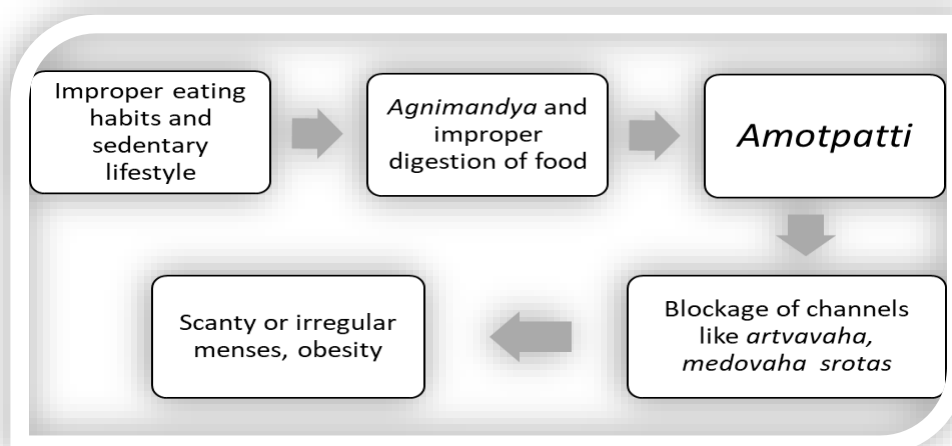 Improper eating
habits and
sedentary
lifestyle
Agnimandya and
improper
digestion of food
Amotpatti
Blockage of channels
like artvavaha,
medovaha srotas
Scanty or irregular
menses, obesity